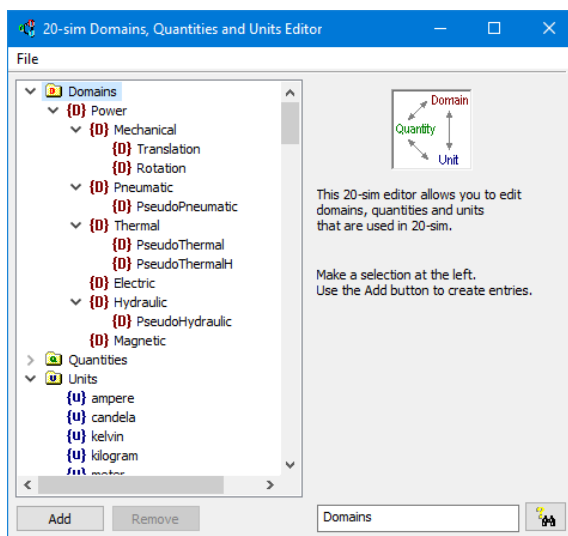 20-sim Domains, Quantities and Units Editor
File
Domains
{D} Power
{D} Mechanical
{D} Translation
{D} Rotation
{D} Pneumatic
{D} PseudoPneumatic
{D} Thermal
{D} PseudoThermal
{D} PseudoThermalH
{D} Electric
{D} Hydraulic
{D} PseudoHydraulic
{D} Magnetic
Quantities
Units
{U} ampere
{U} candela
{U} kelvin
{U} kilogram
{U} meter
Domain
Quantity
Unit
This 20-sim editor allows you to edit
domains, quantities and units
that are used in 20-sim.
Make a selection at the left.
Use the Add button to create entries.
Add
Remove
Domains